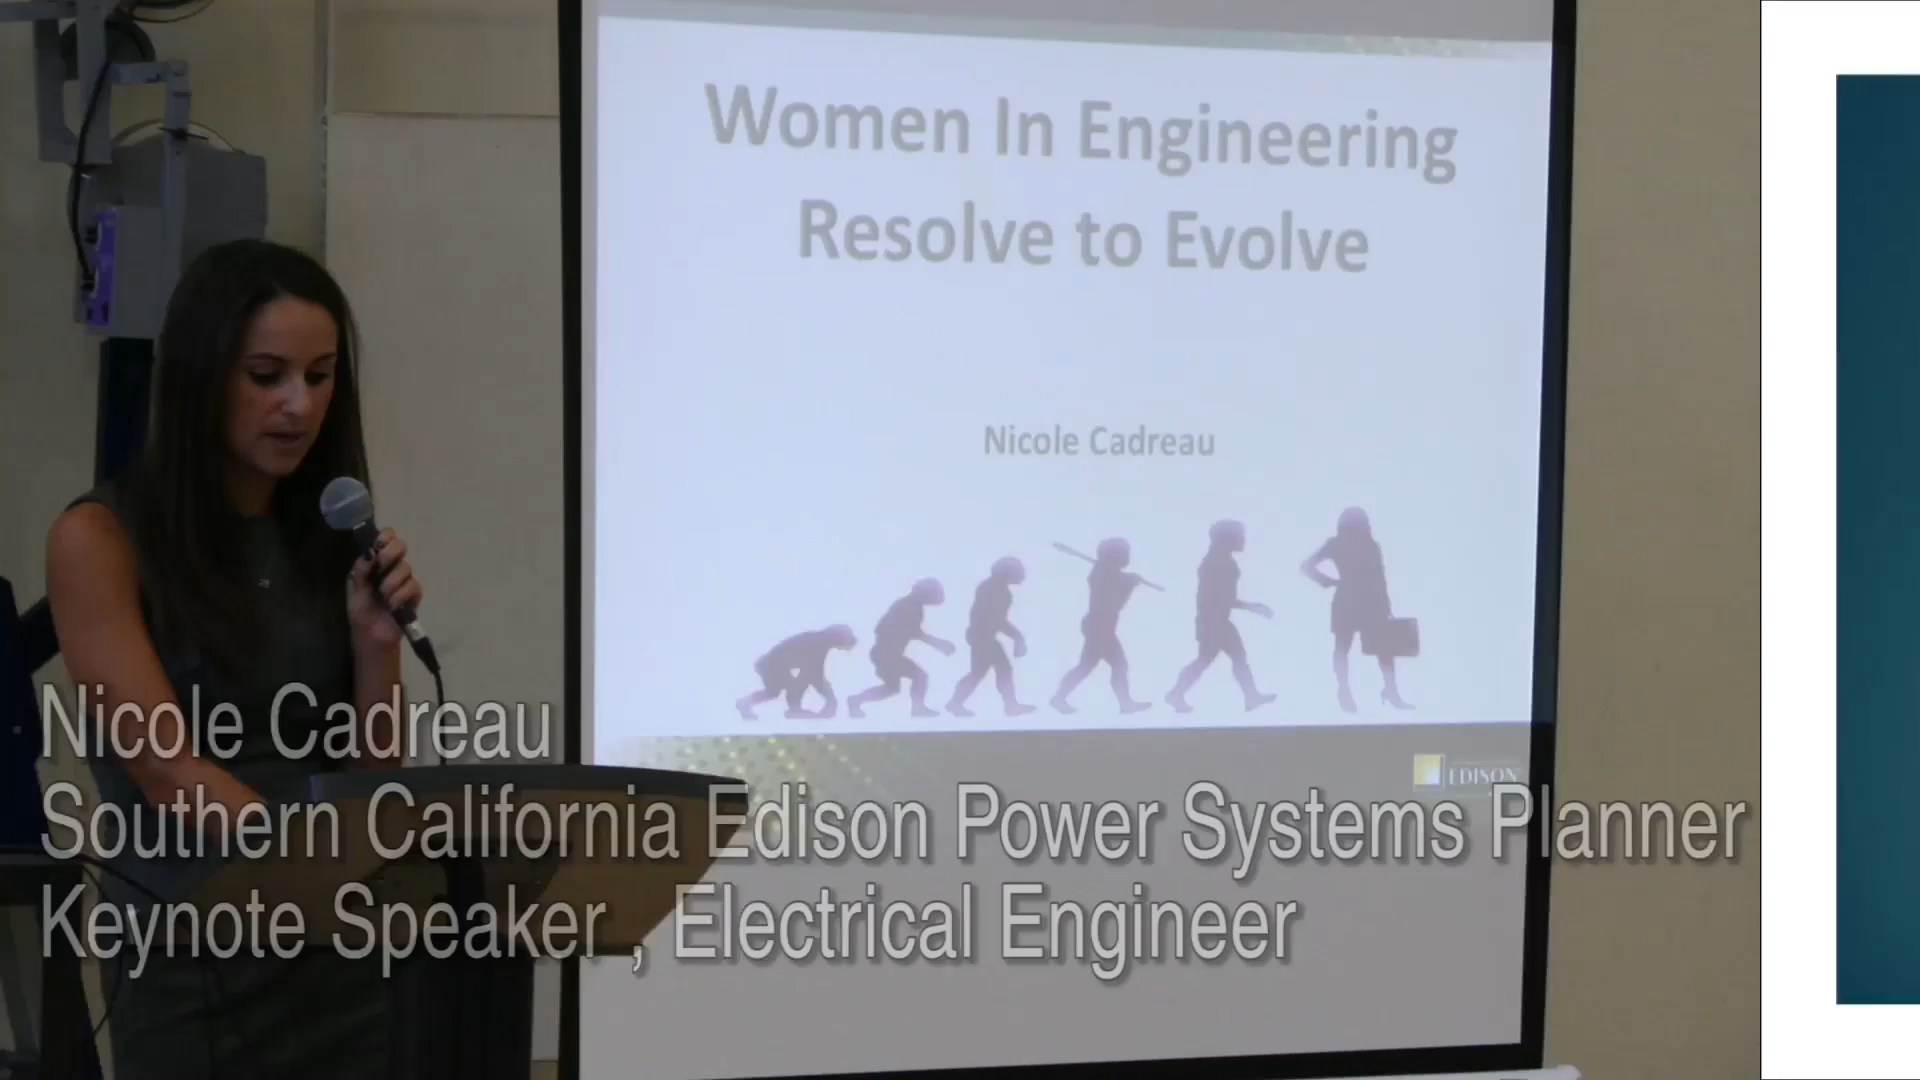 Women In Engineering
Resolve to Evolve
Nicole Cadreau
EDISON
Nicole Cadreau
Southern California Edison Power Systems Planner
Keynote Speaker , Electrical Engineer